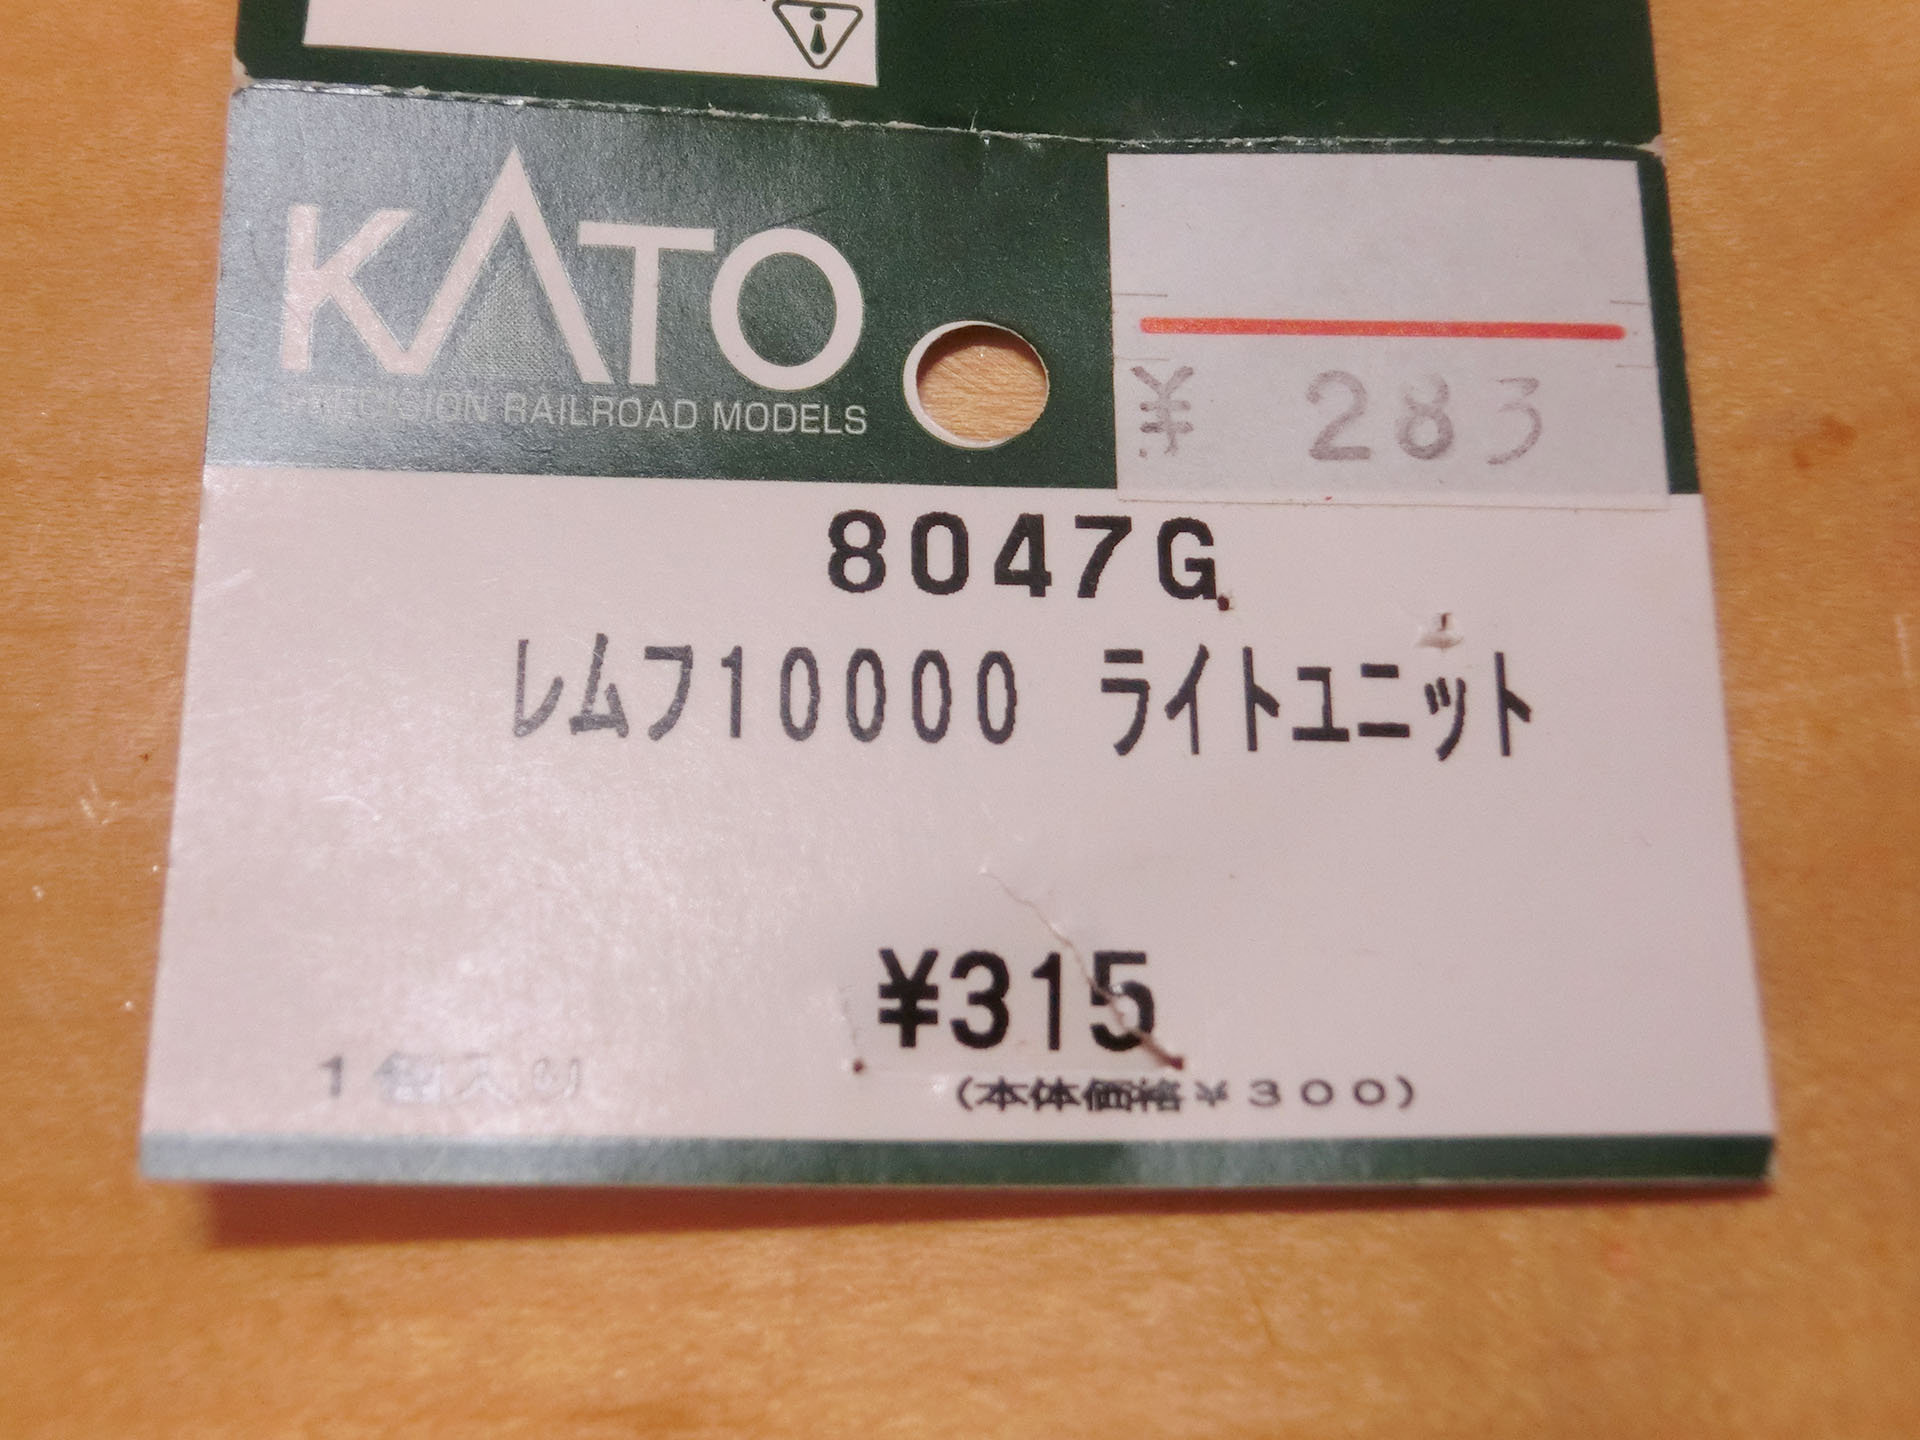 KATO
PRECISION RAILROAD MODELS
¥ 283
8047G
レムフ10000 ライトユニット
¥315
1個入り
(本体価格¥300)